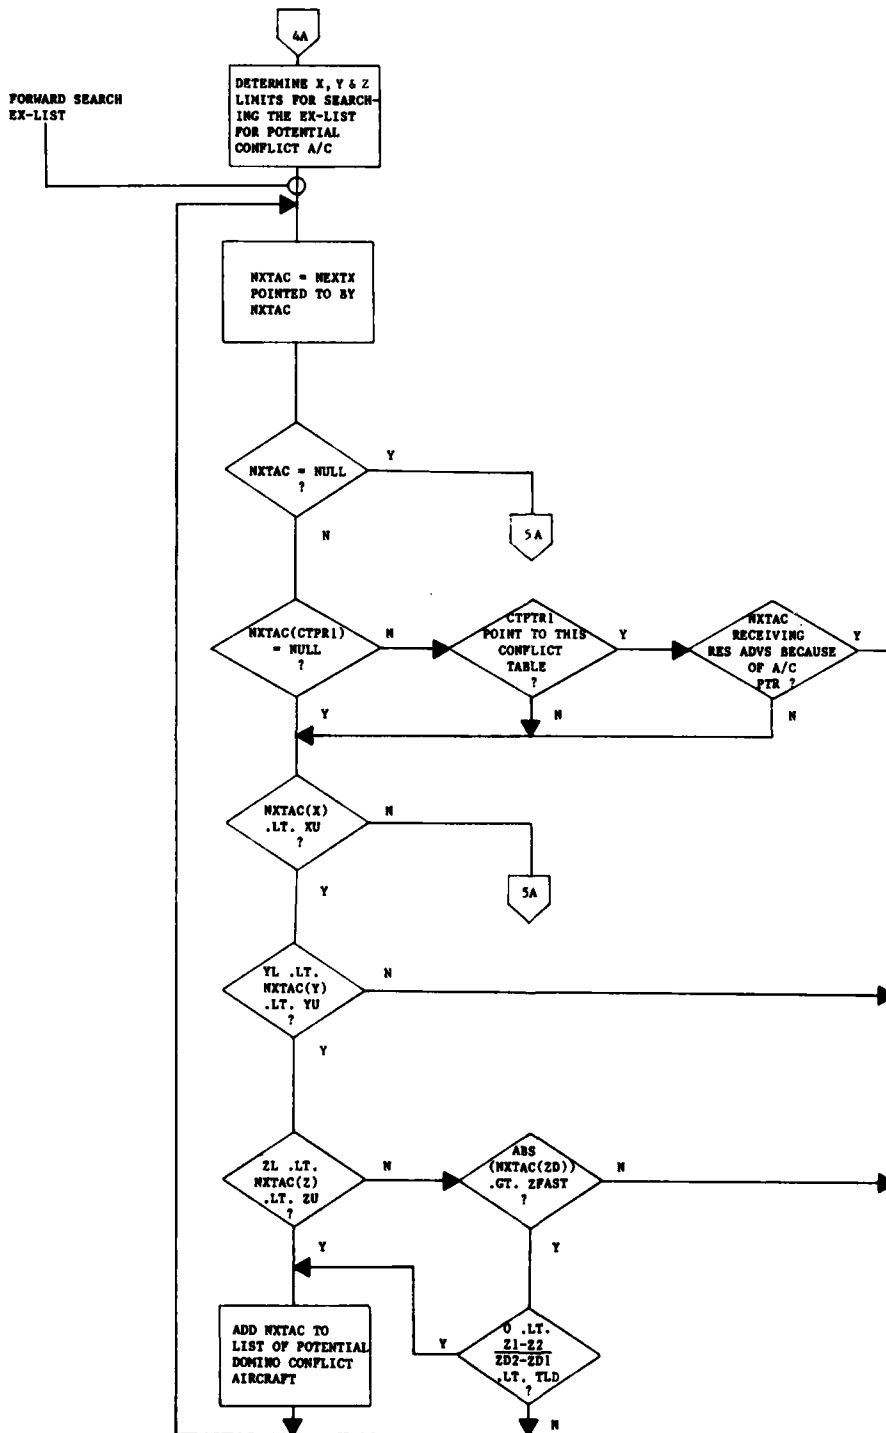 4A
DETERMINE X, Y & Z
LIMITS FOR SEARCH-
ING THE EX-LIST
FOR POTENTIAL
CONFLICT A/C
FORWARD SEARCH
EX-LIST
NXTAC = NEXTX
POINTED TO BY
NXTAC
NXTAC = NULL
?
Y
N
5A
NXTAC(CTPR1)
= NULL
?
N
Y
CTPTR1
POINT TO THIS
CONFLICT
TABLE
?
Y
N
NXTAC
RECEIVING
RES ADVS BECAUSE
OF A/C
PTR ?
Y
N
NXTAC(X)
.LT. XU
?
N
Y
5A
YL .LT.
NXTAC(Y)
.LT. YU
?
N
Y
ZL .LT.
NXTAC(Z)
.LT. ZU
?
N
Y
ABS
(NXTAC(ZD))
.GT. ZFAST
?
N
Y
ADD NXTAC TO
LIST OF POTENTIAL
DOMINO CONFLICT
AIRCRAFT
0 .LT.
Z1-Z2
ZD2-ZD1
.LT. TLD
?
Y
N